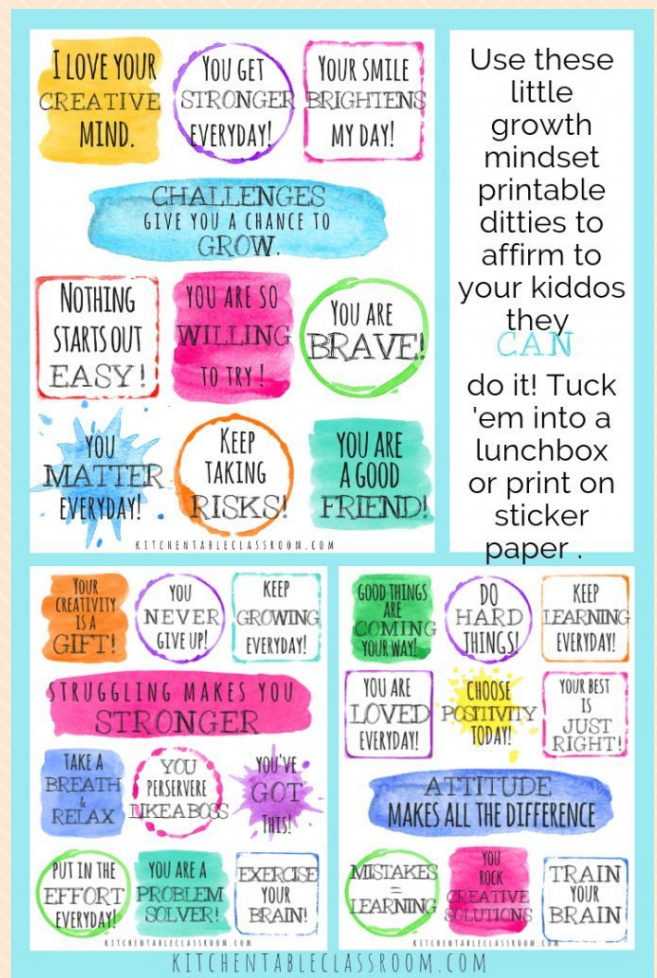 I LOVE YOUR
CREATIVE
MIND.
YOU GET
STRONGER
EVERYDAY!
YOUR SMILE
BRIGHTENS
MY DAY!
CHALLENGES
GIVE YOU A CHANCE TO
GROW.
NOTHING
STARTS OUT
EASY!
YOU ARE SO
WILLING
TO TRY!
YOU ARE
BRAVE!
YOU
MATTER
EVERYDAY!
KEEP
TAKING
RISKS!
YOU ARE
A GOOD
FRIEND!
KITCHENTABLECLASSROOM.COM
Use these
little
growth
mindset
printable
ditties to
affirm to
your kiddos
they
CAN
do it! Tuck
'em into a
lunchbox
or print on
sticker
paper .
YOUR
CREATIVITY
IS A
GIFT!
YOU
NEVER
GIVE UP!
KEEP
GROWING
EVERYDAY!
STRUGGLING MAKES YOU
STRONGER
TAKE A
BREATH
&
RELAX
YOU
PERSERVERE
LIKE A BOSS
YOU'VE
GOT
THIS!
PUT IN THE
EFFORT
EVERYDAY!
YOU ARE A
PROBLEM
SOLVER!
EXERCISE
YOUR
BRAIN!
KITCHENTABLECLASSROOM.COM
GOOD THINGS
ARE
COMING
YOUR WAY!
DO
HARD
THINGS!
KEEP
LEARNING
EVERYDAY!
YOU ARE
LOVED
EVERYDAY!
CHOOSE
POSITIVITY
TODAY!
YOUR BEST
IS
JUST
RIGHT!
ATTITUDE
MAKES ALL THE DIFFERENCE
MISTAKES
=
LEARNING
YOU
ROCK
CREATIVE
SOLUTIONS
TRAIN
YOUR
BRAIN
KITCHENTABLECLASSROOM.COM
KITCHENTABLECLASSROOM.COM